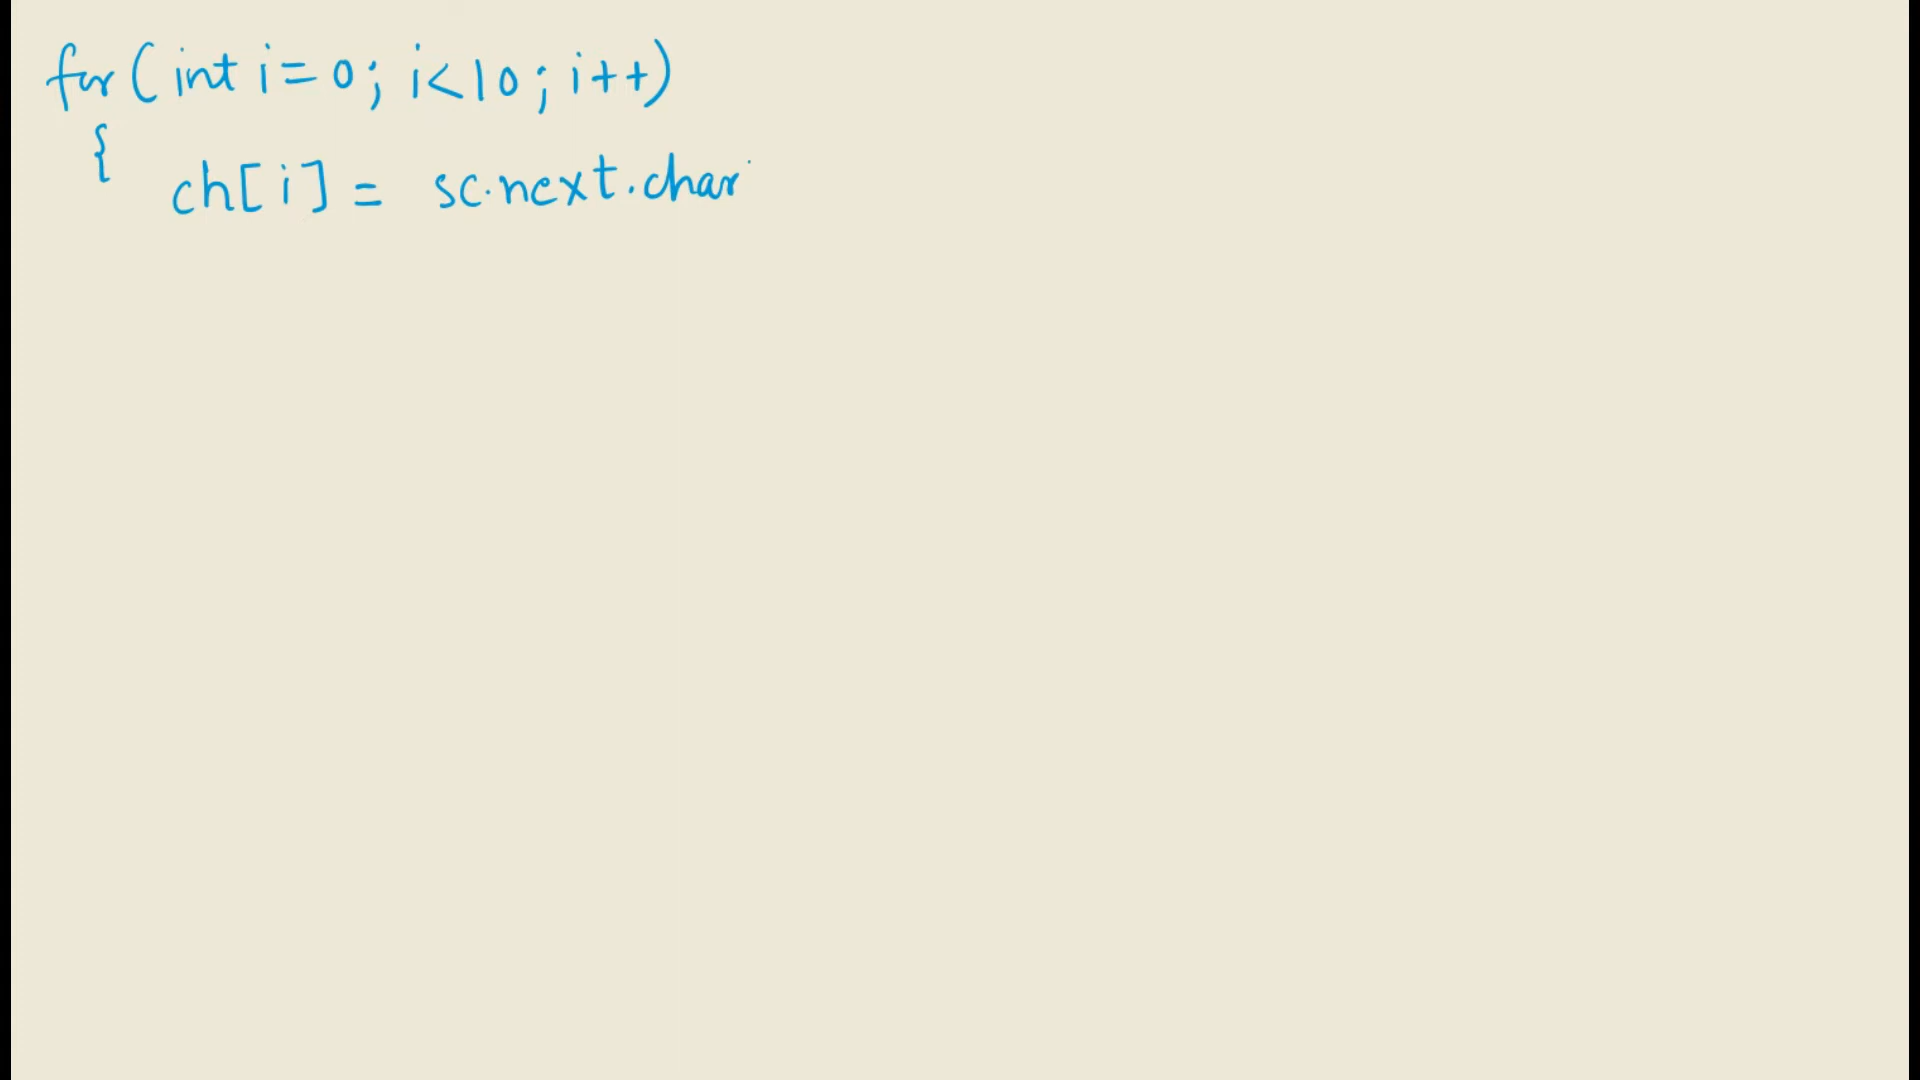 for(int i=0; i<10; i++)
{
ch[i] = sc.next.char